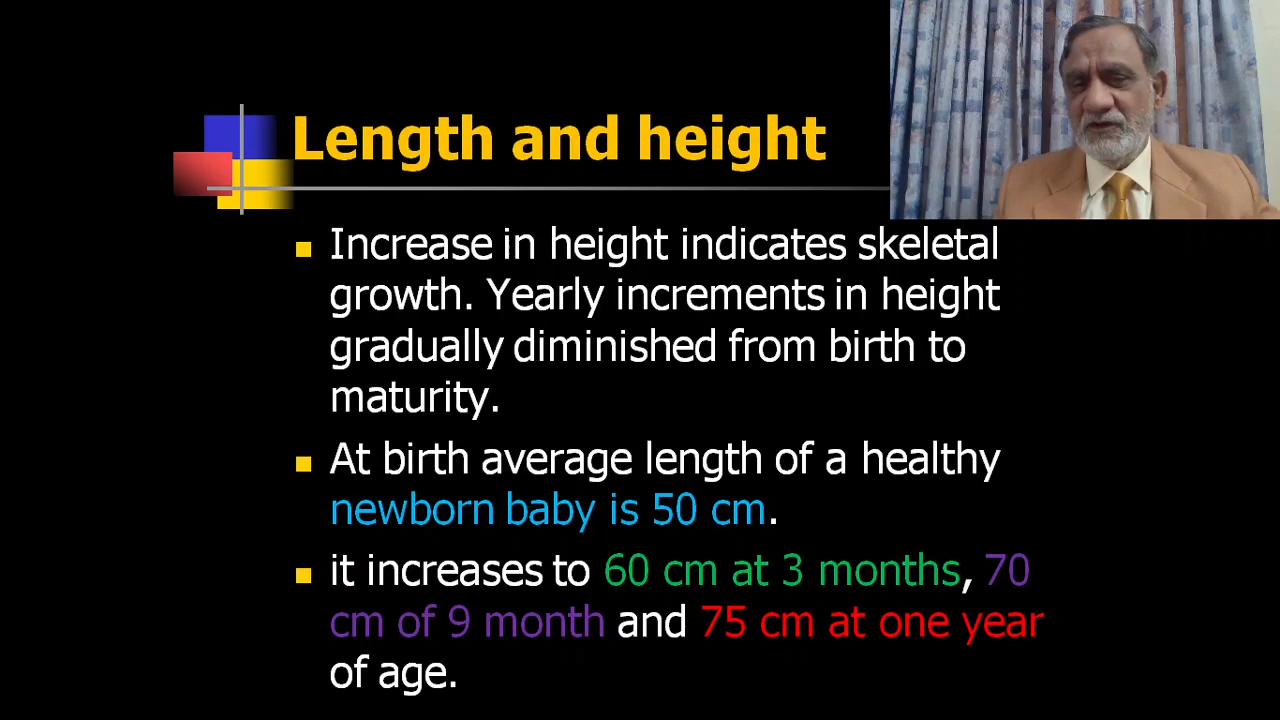 Length and height
Increase in height indicates skeletal
growth. Yearly increments in height
gradually diminished from birth to
maturity.
At birth average length of a healthy
newborn baby is 50 cm.
it increases to 60 cm at 3 months, 70
cm of 9 month and 75 cm at one year
of age.